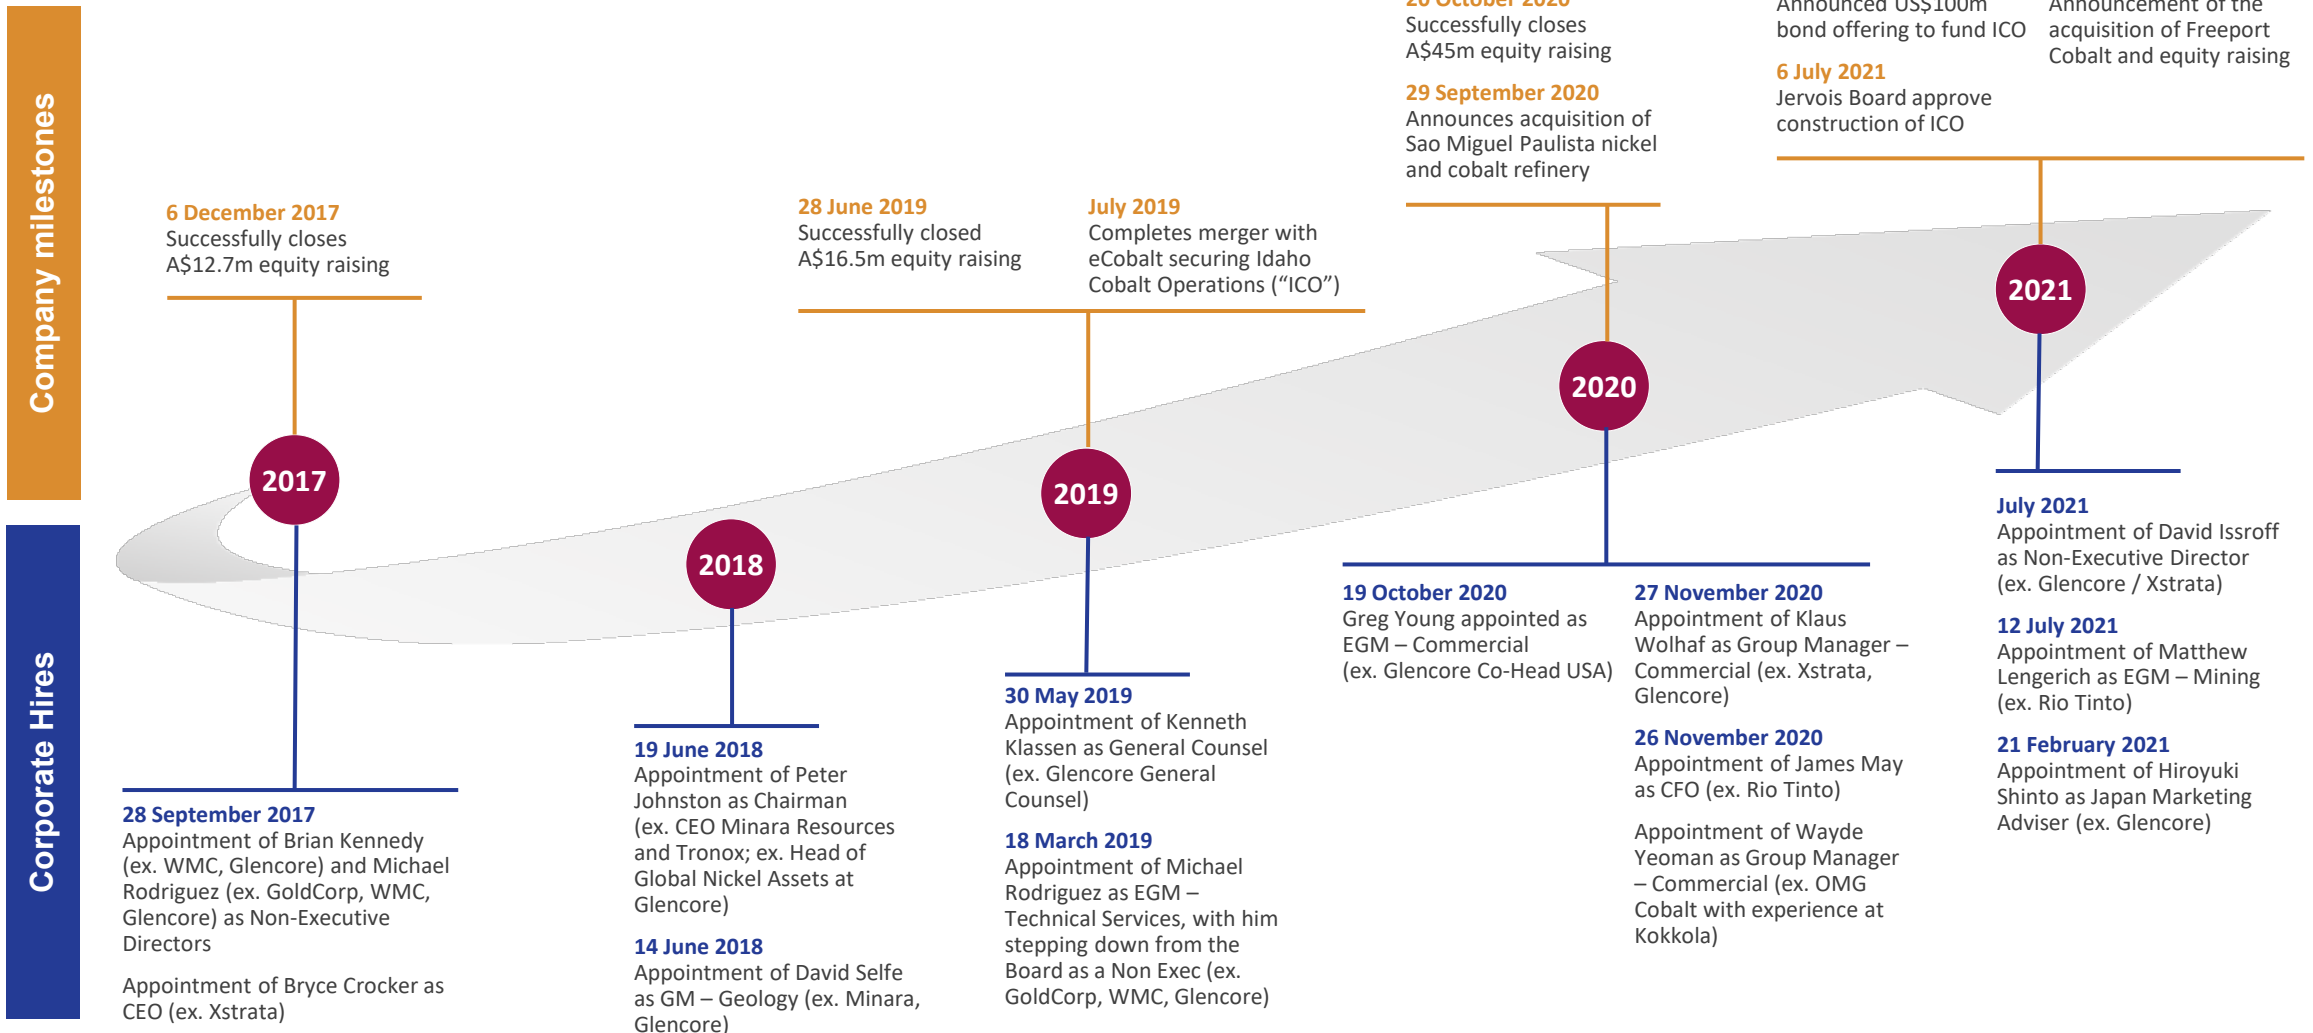 Company milestones
20 October 2020
Successfully closes
A$45m equity raising
29 September 2020
Announces acquisition of
Sao Miguel Paulista nickel
and cobalt refinery
Announced US$100m
bond offering to fund ICO
6 July 2021
Jervois Board approve
construction of ICO
Announcement of the
acquisition of Freeport
Cobalt and equity raising
6 December 2017
Successfully closes
A$12.7m equity raising
28 June 2019
Successfully closed
A$16.5m equity raising
July 2019
Completes merger with
eCobalt securing Idaho
Cobalt Operations (“ICO”)
2017
2018
2019
2020
2021
Corporate Hires
28 September 2017
Appointment of Brian Kennedy
(ex. WMC, Glencore) and Michael
Rodriguez (ex. GoldCorp, WMC,
Glencore) as Non-Executive
Directors
Appointment of Bryce Crocker as
CEO (ex. Xstrata)
19 June 2018
Appointment of Peter
Johnston as Chairman
(ex. CEO Minara Resources
and Tronox; ex. Head of
Global Nickel Assets at
Glencore)
14 June 2018
Appointment of David Selfe
as GM – Geology (ex. Minara,
Glencore)
30 May 2019
Appointment of Kenneth
Klassen as General Counsel
(ex. Glencore General
Counsel)
18 March 2019
Appointment of Michael
Rodriguez as EGM –
Technical Services, with him
stepping down from the
Board as a Non Exec (ex.
GoldCorp, WMC, Glencore)
19 October 2020
Greg Young appointed as
EGM – Commercial
(ex. Glencore Co-Head USA)
27 November 2020
Appointment of Klaus
Wolhaf as Group Manager –
Commercial (ex. Xstrata,
Glencore)
26 November 2020
Appointment of James May
as CFO (ex. Rio Tinto)
Appointment of Wayde
Yeoman as Group Manager
– Commercial (ex. OMG
Cobalt with experience at
Kokkola)
July 2021
Appointment of David Issroff
as Non-Executive Director
(ex. Glencore / Xstrata)
12 July 2021
Appointment of Matthew
Lengerich as EGM – Mining
(ex. Rio Tinto)
21 February 2021
Appointment of Hiroyuki
Shinto as Japan Marketing
Adviser (ex. Glencore)